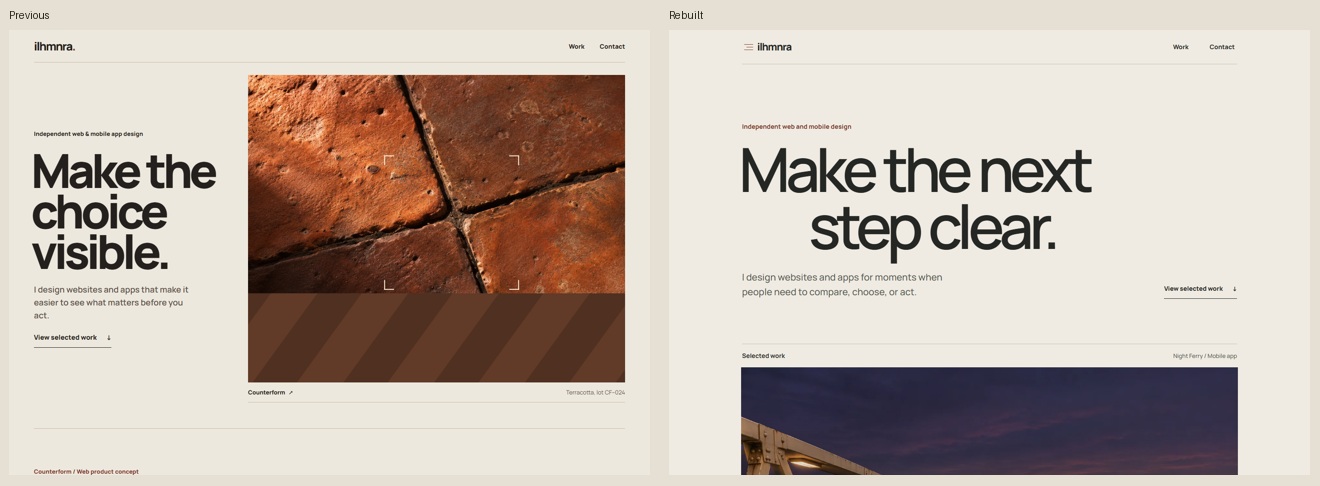 Previous
ilhmnra.
Work
Contact
Independent web & mobile app design
Make the
choice
visible.
I design websites and apps that make it
easier to see what matters before you
act.
View selected work ↓
Counterform ↗
Terracotta, lot CF–024
Counterform / Web product concept
Rebuilt
ilhmnra
Work
Contact
Independent web and mobile design
Make the next
step clear.
I design websites and apps for moments when
people need to compare, choose, or act.
View selected work ↓
Selected work
Night Ferry / Mobile app